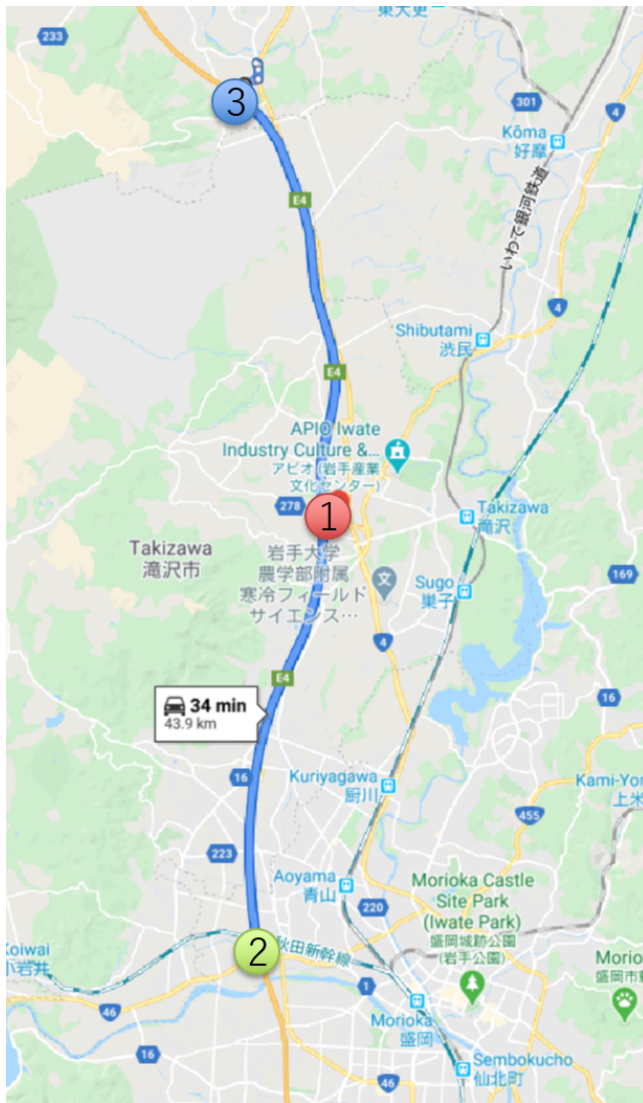 東大更
233
3
301
4
Kōma
好摩
E4
いわて銀河鉄道
4
Shibutami
渋民
E4
APIO Iwate
Industry Culture &...
アピオ(岩手産業
文化センター)
278
1
Takizawa
滝沢
岩手大学
農学部附属
寒冷フィールド
サイエンス…
Takizawa
滝沢市
169
Sugo
巣子
4
E4
34 min
43.9 km
16
16
Kuriyagawa
厨川
Kami-Yo
上米
455
223
Aoyama
青山
Morioka Castle
Site Park
(Iwate Park)
盛岡城跡公園
(岩手公園)
220
2
秋田新幹線
Koiwai
小岩井
Morio
盛岡市
46
1
Morioka
盛岡
16
46
Sembokucho
仙北町